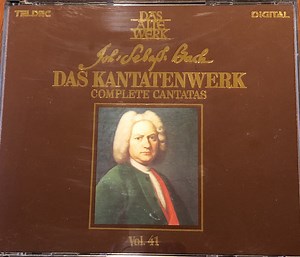 TELDEC
DAS
ALTE
WERK
DIGITAL
Joh. Sebast. Bach
DAS KANTATENWERK
COMPLETE CANTATAS
Vol. 41